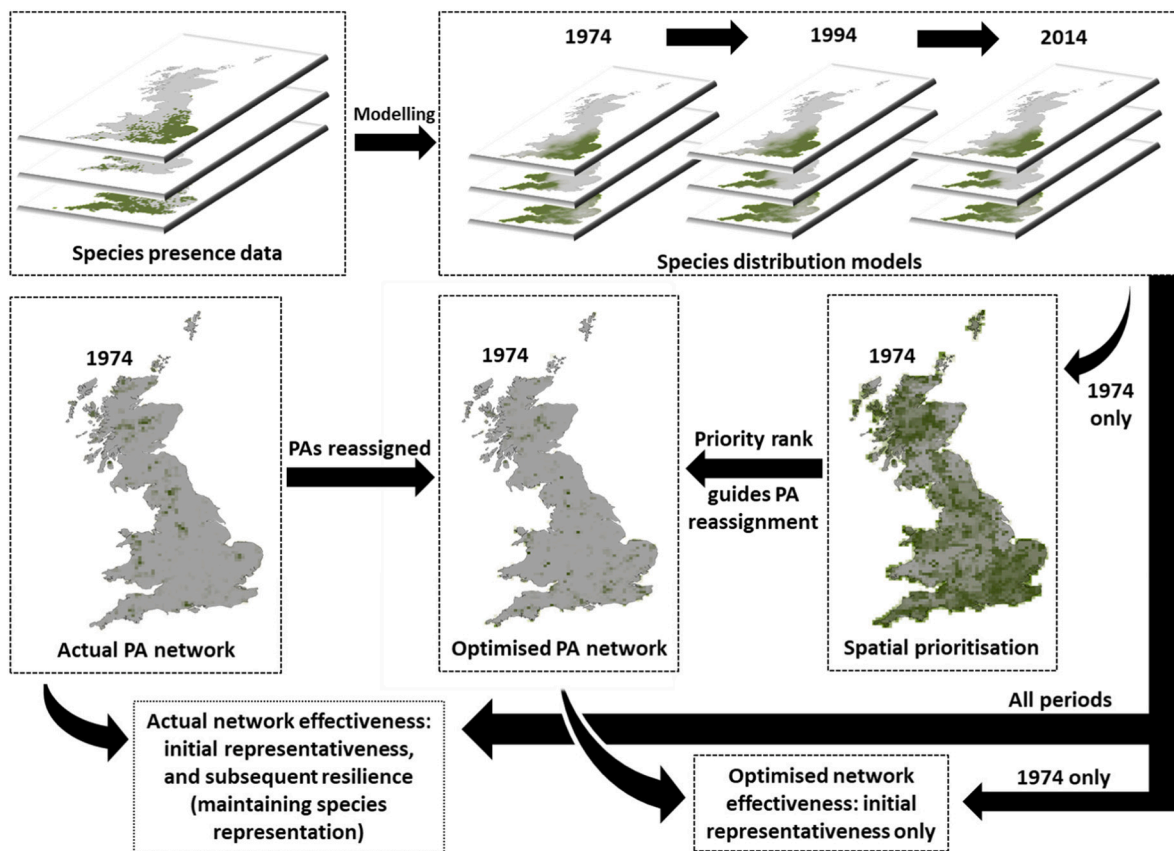 1974
1994
2014
Modelling
Species presence data
Species distribution models
1974
1974
1974
1974
only
PAs reassigned
Priority rank
guides PA
reassignment
Actual PA network
Optimised PA network
Spatial prioritisation
All periods
Actual network effectiveness:
initial representativeness,
and subsequent resilience
(maintaining species
representation)
1974 only
Optimised network
effectiveness: initial
representativeness only